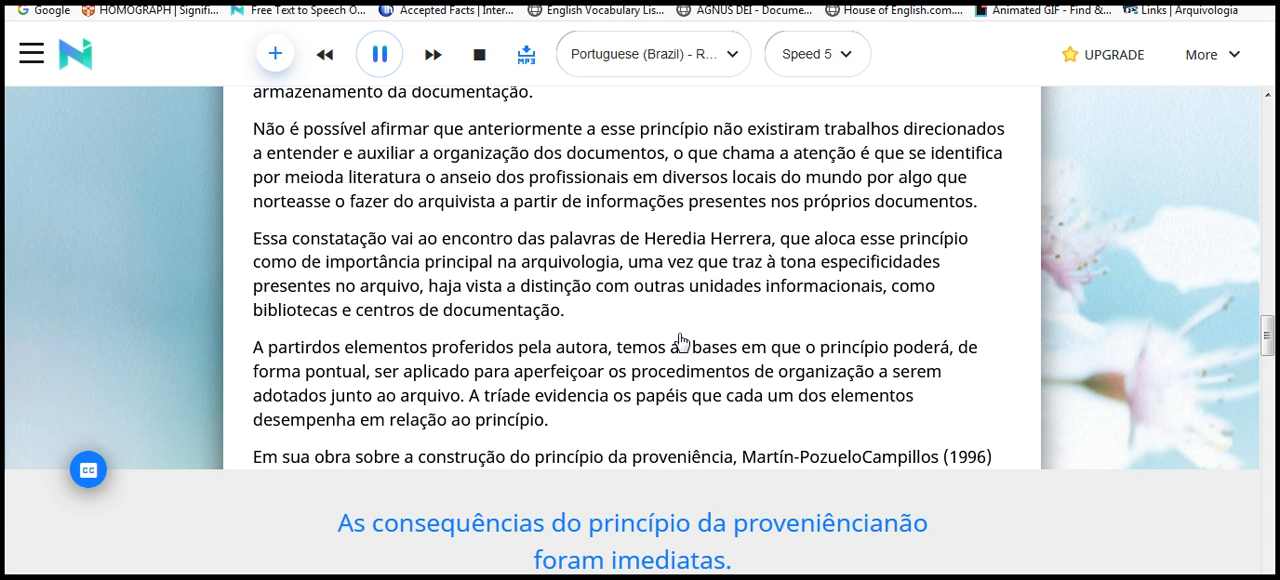 Google HOMOGRAPH | Signifi... Free Text to Speech O... Accepted Facts | Inter... English Vocabulary Lis... AGNUS DEI - Docume... House of English.com.... Animated GIF - Find &... Links | Arquivologia
MP3 Portuguese (Brazil) - R... Speed 5 UPGRADE More
armazenamento da documentação.
Não é possível afirmar que anteriormente a esse princípio não existiram trabalhos direcionados
a entender e auxiliar a organização dos documentos, o que chama a atenção é que se identifica
por meioda literatura o anseio dos profissionais em diversos locais do mundo por algo que
norteasse o fazer do arquivista a partir de informações presentes nos próprios documentos.
Essa constatação vai ao encontro das palavras de Heredia Herrera, que aloca esse princípio
como de importância principal na arquivologia, uma vez que traz à tona especificidades
presentes no arquivo, haja vista a distinção com outras unidades informacionais, como
bibliotecas e centros de documentação.
A partirdos elementos proferidos pela autora, temos bases em que o princípio poderá, de
forma pontual, ser aplicado para aperfeiçoar os procedimentos de organização a serem
adotados junto ao arquivo. A tríade evidencia os papéis que cada um dos elementos
desempenha em relação ao princípio.
Em sua obra sobre a construção do princípio da proveniência, Martín-PozueloCampillos (1996)
CC
As consequências do princípio da proveniêncianão
foram imediatas.